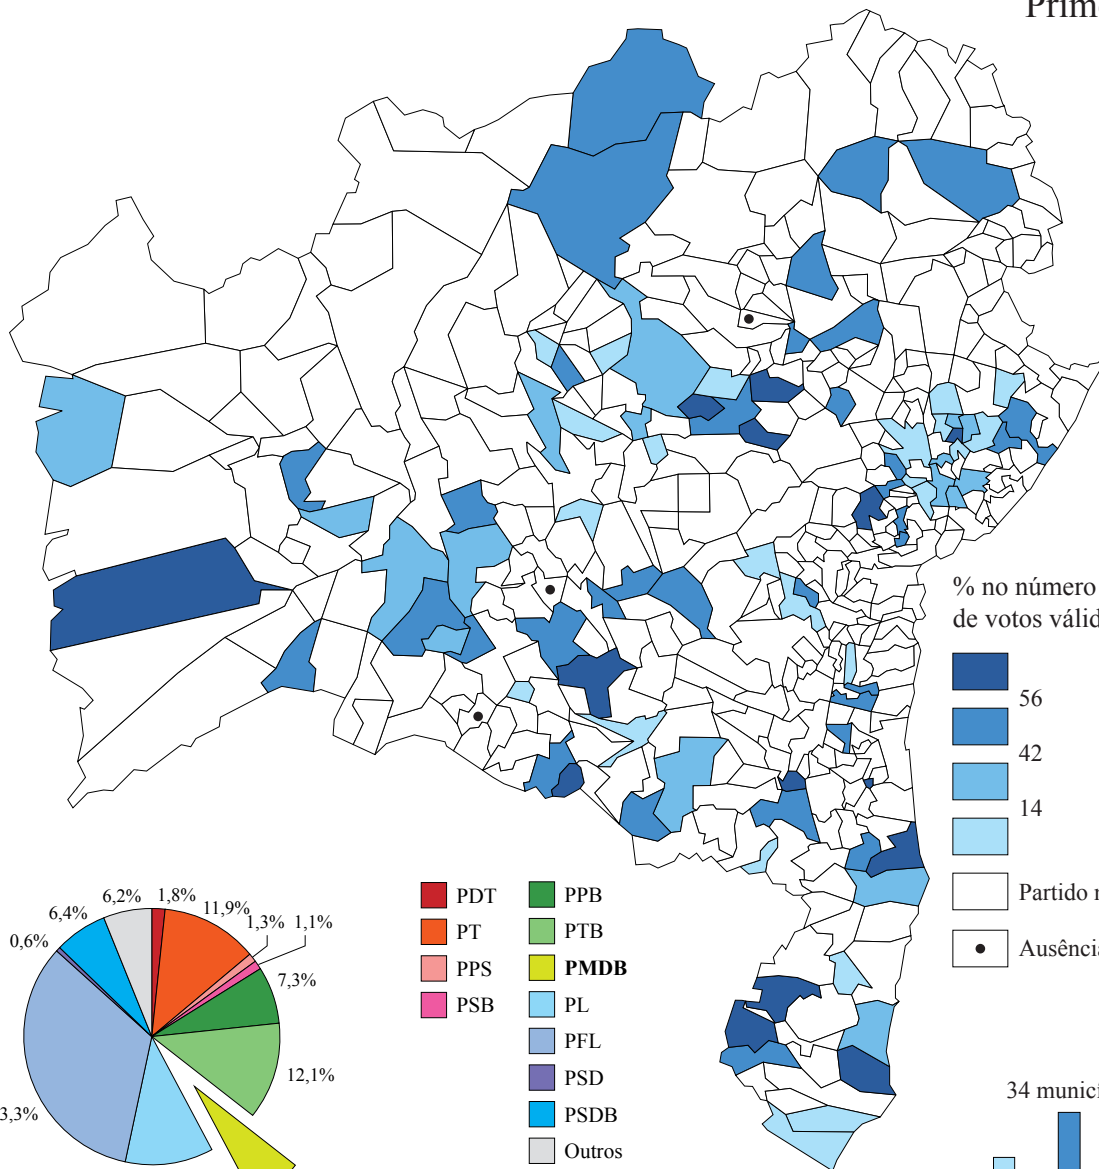 Prim
% no número
de votos válid
56
42
14
Partido
Ausência
6,2%
1,8%
11,9%
1,3%
1,1%
6,4%
0,6%
7,3%
12,1%
3,3%
PDT
PT
PPS
PSB
PPB
PTB
PMDB
PL
PFL
PSD
PSDB
Outros
34 municí